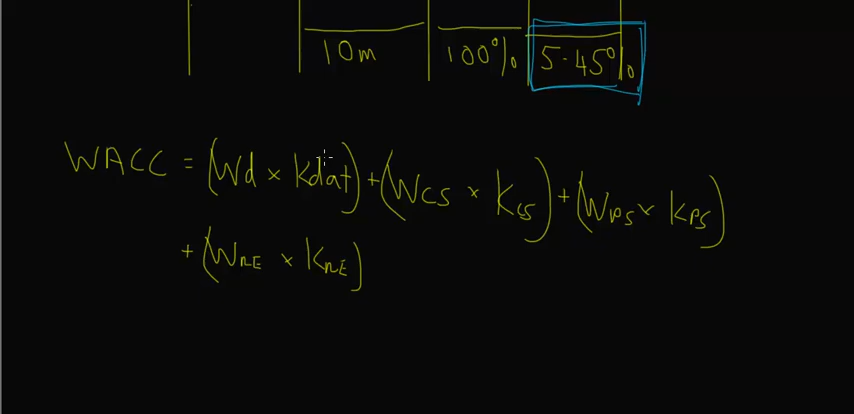 10m 100% 5.45%
WACC = (Wd × Kdat) + (WCS × KCS) + (WPS × KPS)
+ (WRE × KRE)